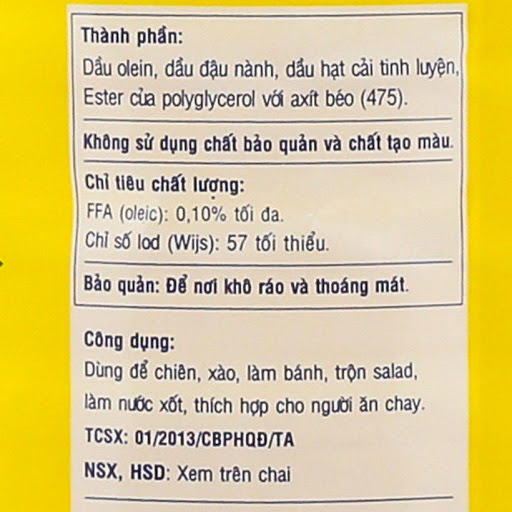 Thành phần:
Dầu olein, dầu đậu nành, dầu hạt cải tinh luyện,
Ester của polyglycerol với axít béo (475).
Không sử dụng chất bảo quản và chất tạo màu.
Chỉ tiêu chất lượng:
FFA (oleic): 0,10% tối đa.
Chỉ số Iod (Wijs): 57 tối thiểu.
Bảo quản: Để nơi khô ráo và thoáng mát.
Công dụng:
Dùng để chiên, xào, làm bánh, trộn salad,
làm nước xốt, thích hợp cho người ăn chay.
TCSX: 01/2013/CBPHQĐ/TA
NSX, HSD: Xem trên chai